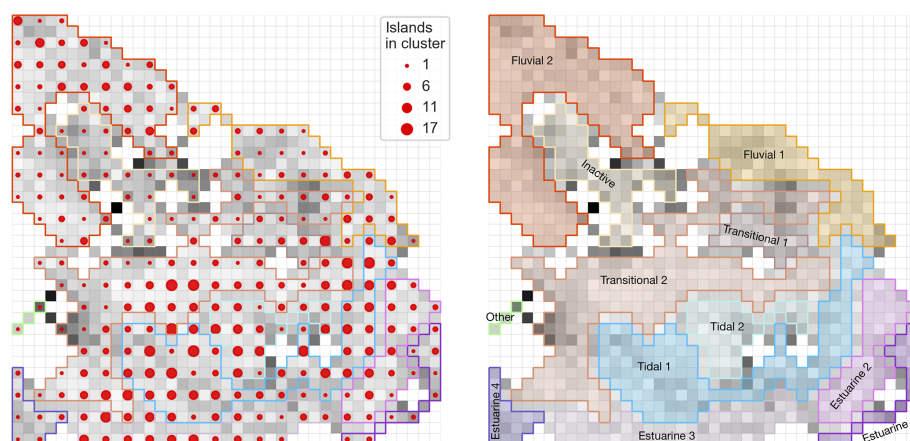 Islands
in cluster
1
6
11
17
Fluvial 2
Fluvial 1
Inactive
Transitional 1
Transitional 2
Other
Tidal 2
Tidal 1
Estuarine 2
Estuarine 4
Estuarine 3
Estuarine